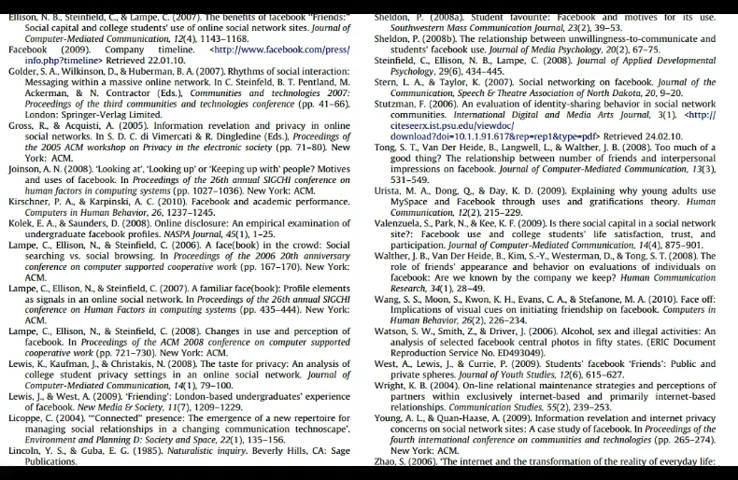 Ellison, N. B., Steinfield, C., & Lampe, C. (2007). The benefits of facebook "Friends:"
Social capital and college students' use of online social network sites. Journal of
Computer-Mediated Communication, 12(4), 1143–1168.
Facebook (2009). Company timeline. <http://www.facebook.com/press/
info.php?timeline> Retrieved 22.01.10.
Golder, S. A., Wilkinson, D., & Huberman, B. A. (2007). Rhythms of social interaction:
Messaging within a massive online network. In C. Steinfield, B. T. Pentland, M.
Ackerman, & N. Contractor (Eds.), Communities and technologies 2007:
Proceedings of the third communities and technologies conference (pp. 41–66).
London: Springer-Verlag Limited.
Gross, R., & Acquisti, A. (2005). Information revelation and privacy in online
social networks. In S. D. C. di Vimercati & R. Dingledine (Eds.), Proceedings of
the 2005 ACM workshop on Privacy in the electronic society (pp. 71–80). New
York: ACM.
Joinson, A. N. (2008). 'Looking at', 'Looking up' or 'Keeping up with' people? Motives
and uses of facebook. In Proceedings of the 26th annual SIGCHI conference on
human factors in computing systems (pp. 1027–1036). New York: ACM.
Kirschner, P. A., & Karpinski, A. C. (2010). Facebook and academic performance.
Computers in Human Behavior, 26, 1237–1245.
Kolek, E. A., & Saunders, D. (2008). Online disclosure: An empirical examination of
undergraduate facebook profiles. NASPA Journal, 45(1), 1–25.
Lampe, C., Ellison, N., & Steinfield, C. (2006). A face(book) in the crowd: Social
searching vs. social browsing. In Proceedings of the 2006 20th anniversary
conference on computer supported cooperative work (pp. 167–170). New York:
ACM.
Lampe, C., Ellison, N., & Steinfield, C. (2007). A familiar face(book): Profile elements
as signals in an online social network. In Proceedings of the 26th annual SIGCHI
conference on Human Factors in computing systems (pp. 435–444). New York:
ACM.
Lampe, C., Ellison, N., & Steinfield, C. (2008). Changes in use and perception of
facebook. In Proceedings of the ACM 2008 conference on computer supported
cooperative work (pp. 721–730). New York: ACM.
Lewis, K., Kaufman, J., & Christakis, N. (2008). The taste for privacy: An analysis of
college student privacy settings in an online social network. Journal of
Computer-Mediated Communication, 14(1), 79–100.
Lewis, J., & West, A. (2009). 'Friending': London-based undergraduates' experience
of facebook. New Media & Society, 11(7), 1209–1229.
Licoppe, C. (2004). '"Connected" presence: The emergence of a new repertoire for
managing social relationships in a changing communication technoscape'.
Environment and Planning D: Society and Space, 22(1), 135–156.
Lincoln, Y. S., & Guba, E. G. (1985). Naturalistic inquiry. Beverly Hills, CA: Sage
Publications.
Sheldon, P. (2008a). Student favourite: Facebook and motives for its use.
Southwestern Mass Communication Journal, 23(2), 39–53.
Sheldon, P. (2008b). The relationship between unwillingness-to-communicate and
students' facebook use. Journal of Media Psychology, 20(2), 67–75.
Steinfield, C., Ellison, N. B., & Lampe, C. (2008). Journal of Applied Developmental
Psychology, 29(6), 434–445.
Stern, L. A., & Taylor, K. (2007). Social networking on facebook. Journal of the
Communication, Speech & Theatre Association of North Dakota, 20, 9–20.
Stutzman, F. (2006). An evaluation of identity-sharing behavior in social network
communities. International Digital and Media Arts Journal, 3(1). <http://
citeseerx.ist.psu.edu/viewdoc/
download?doi=10.1.1.91.617&rep=rep1&type=pdf> Retrieved 24.02.10.
Tong, S. T., Van Der Heide, B., Langwell, L., & Walther, J. B. (2008). Too much of a
good thing? The relationship between number of friends and interpersonal
impressions on facebook. Journal of Computer-Mediated Communication, 13(3),
531–549.
Urista, M. A., Dong, Q., & Day, K. D. (2009). Explaining why young adults use
MySpace and Facebook through uses and gratifications theory. Human
Communication, 12(2), 215–229.
Valenzuela, S., Park, N., & Kee, K. F. (2009). Is there social capital in a social network
site?: Facebook use and college students' life satisfaction, trust, and
participation. Journal of Computer-Mediated Communication, 14(4), 875–901.
Walther, J. B., Van Der Heide, B., Kim, S.-Y., Westerman, D., & Tong, S. T. (2008). The
role of friends' appearance and behavior on evaluations of individuals on
facebook: Are we known by the company we keep? Human Communication
Research, 34(1), 28–49.
Wang, S. S., Moon, S., Kwon, K. H., Evans, C. A., & Stefanone, M. A. (2010). Face off:
Implications of visual cues on initiating friendship on facebook. Computers in
Human Behavior, 26(2), 226–234.
Watson, S. W., Smith, Z., & Driver, J. (2006). Alcohol, sex and illegal activities: An
analysis of selected facebook central photos in fifty states. (ERIC Document
Reproduction Service No. ED493049).
West, A., Lewis, J., & Currie, P. (2009). Students' facebook 'Friends': Public and
private spheres. Journal of Youth Studies, 12(6), 615–627.
Wright, K. B. (2004). On-line relational maintenance strategies and perceptions of
partners within exclusively internet-based and primarily internet-based
relationships. Communication Studies, 55(2), 239–253.
Young, A. L., & Quan-Haase, A. (2009). Information revelation and internet privacy
concerns on social network sites: A case study of facebook. In Proceedings of the
fourth international conference on communities and technologies (pp. 265–274).
New York: ACM.
Zhao, S. (2006). 'The internet and the transformation of the reality of everyday life: